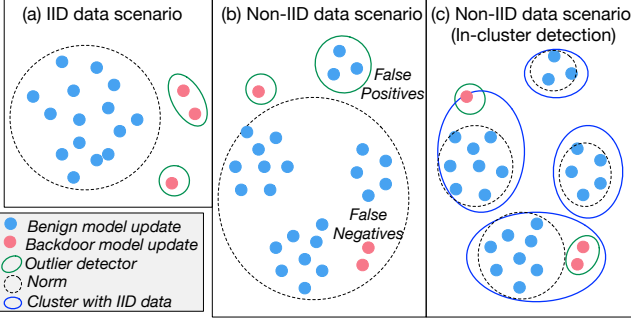 (a) IID data scenario
(b) Non-IID data scenario
False
Positives
False
Negatives
(c) Non-IID data scenario
(In-cluster detection)
Benign model update
Backdoor model update
Outlier detector
Norm
Cluster with IID data